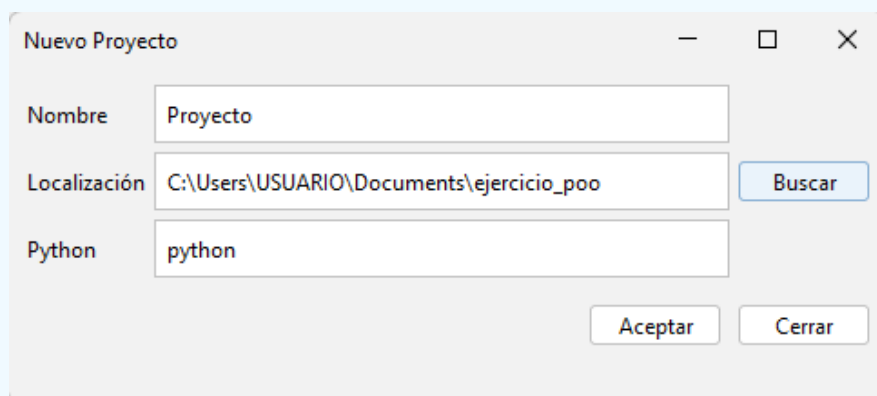 Nuevo Proyecto
Nombre Proyecto
Localización C:\Users\USUARIO\Documents\ejercicio_poo Buscar
Python python
Aceptar Cerrar